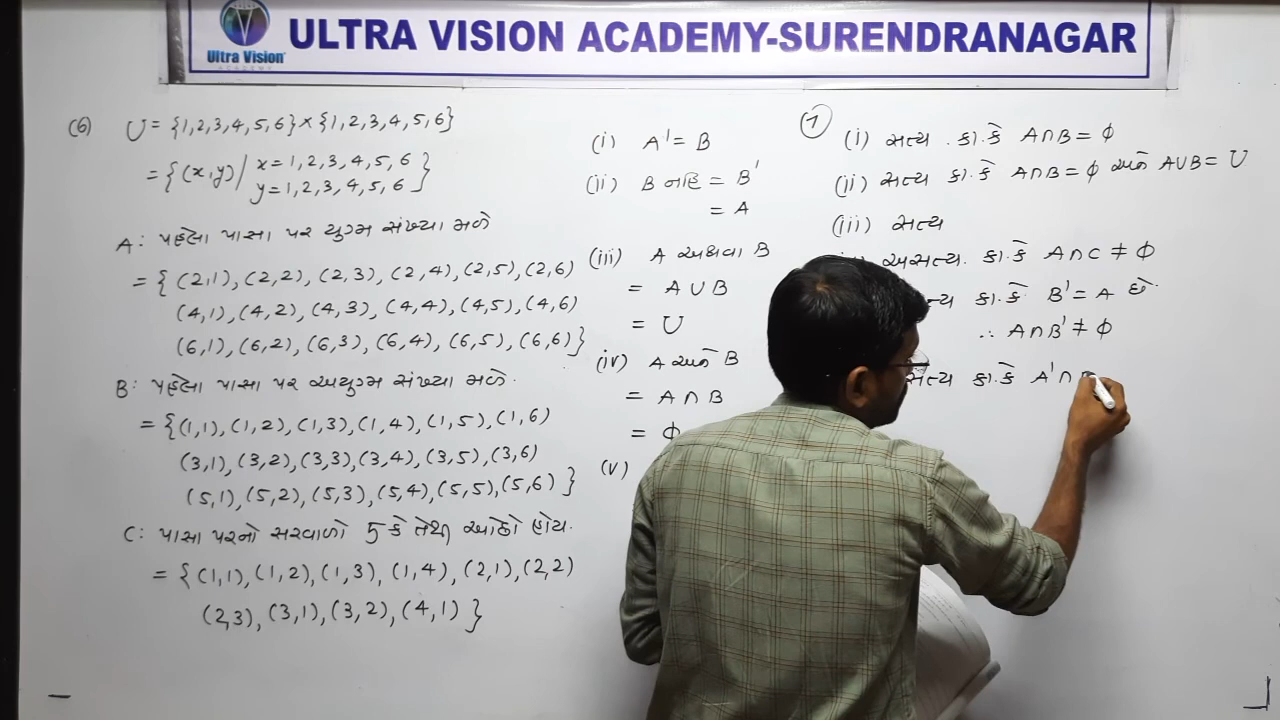 Ultra Vision
ACADEMY
ULTRA VISION ACADEMY-SURENDRANAGAR
(6) U = {1,2,3,4,5,6} × {1,2,3,4,5,6}
= {(x,y) / x = 1,2,3,4,5,6
y = 1,2,3,4,5,6 }
A: પહેલા પાસા પર યુગ્મ સંખ્યા મળે
= { (2,1), (2,2), (2,3), (2,4), (2,5), (2,6)
(4,1), (4,2), (4,3), (4,4), (4,5), (4,6)
(6,1), (6,2), (6,3), (6,4), (6,5), (6,6) }
B: પહેલા પાસા પર અયુગ્મ સંખ્યા મળે.
= {(1,1), (1,2), (1,3), (1,4), (1,5), (1,6)
(3,1), (3,2), (3,3), (3,4), (3,5), (3,6)
(5,1), (5,2), (5,3), (5,4), (5,5), (5,6) }
C: પાસા પરનો સરવાળો 5 કે તેથી ઓછો હોય.
= { (1,1), (1,2), (1,3), (1,4), (2,1), (2,2)
(2,3), (3,1), (3,2), (4,1) }
(i) A' = B
(ii) B નહિ = B'
= A
(iii) A અથવા B
= A ∪ B
= U
(iv) A અને B
= A ∩ B
= ϕ
(v)
(7)
(i) સત્ય . કા.કે A∩B = ϕ
(ii) સત્ય કા.કે A∩B = ϕ અને A∪B = U
(iii) સત્ય
અસત્ય. કા.કે A∩C ≠ ϕ
કા.કે B' = A છે.
∴ A∩B' ≠ ϕ
કા.કે A'∩